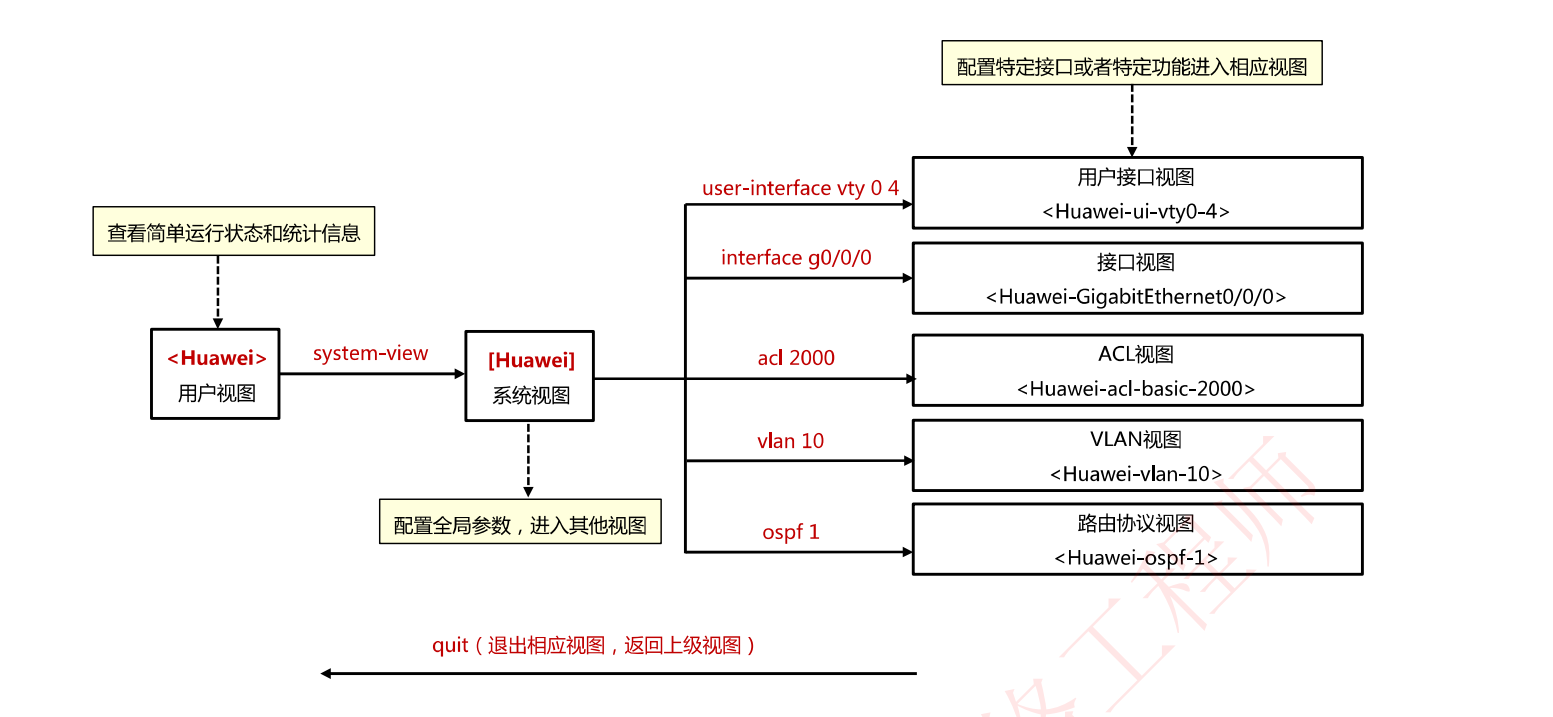 配置特定接口或者特定功能进入相应视图
user-interface vty 0 4
用户接口视图
<Huawei-ui-vty0-4>
查看简单运行状态和统计信息
interface g0/0/0
接口视图
<Huawei-GigabitEthernet0/0/0>
<Huawei>
用户视图
system-view
[Huawei]
系统视图
acl 2000
ACL视图
<Huawei-acl-basic-2000>
vlan 10
VLAN视图
<Huawei-vlan-10>
配置全局参数，进入其他视图
ospf 1
路由协议视图
<Huawei-ospf-1>
quit（退出相应视图，返回上级视图）
工程师